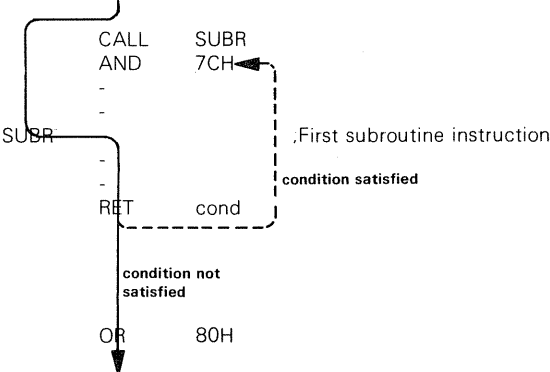 CALL SUBR
AND 7CH
-
-
SUBR ;First subroutine instruction
-
condition satisfied
-
RET cond
condition not
satisfied
OR 80H